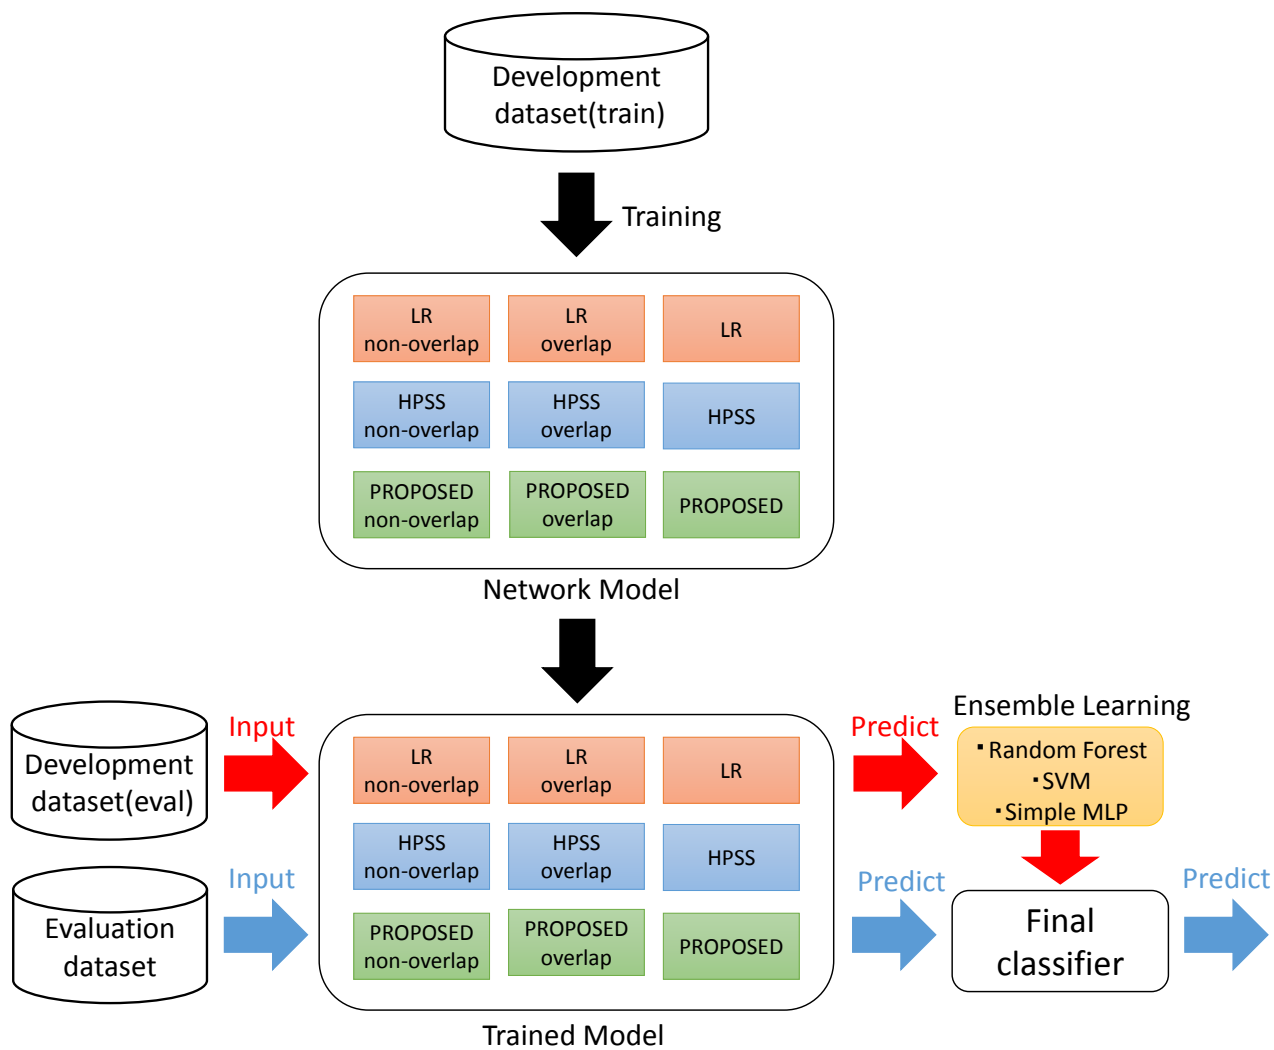 Development
dataset(train)
Training
LR
non-overlap
LR
overlap
LR
HPSS
non-overlap
HPSS
overlap
HPSS
PROPOSED
non-overlap
PROPOSED
overlap
PROPOSED
Network Model
Development
dataset(eval)
Input
Evaluation
dataset
Input
LR
non-overlap
LR
overlap
LR
HPSS
non-overlap
HPSS
overlap
HPSS
PROPOSED
non-overlap
PROPOSED
overlap
PROPOSED
Trained Model
Predict
Ensemble Learning
・Random Forest
・SVM
・Simple MLP
Predict
Final
classifier
Predict